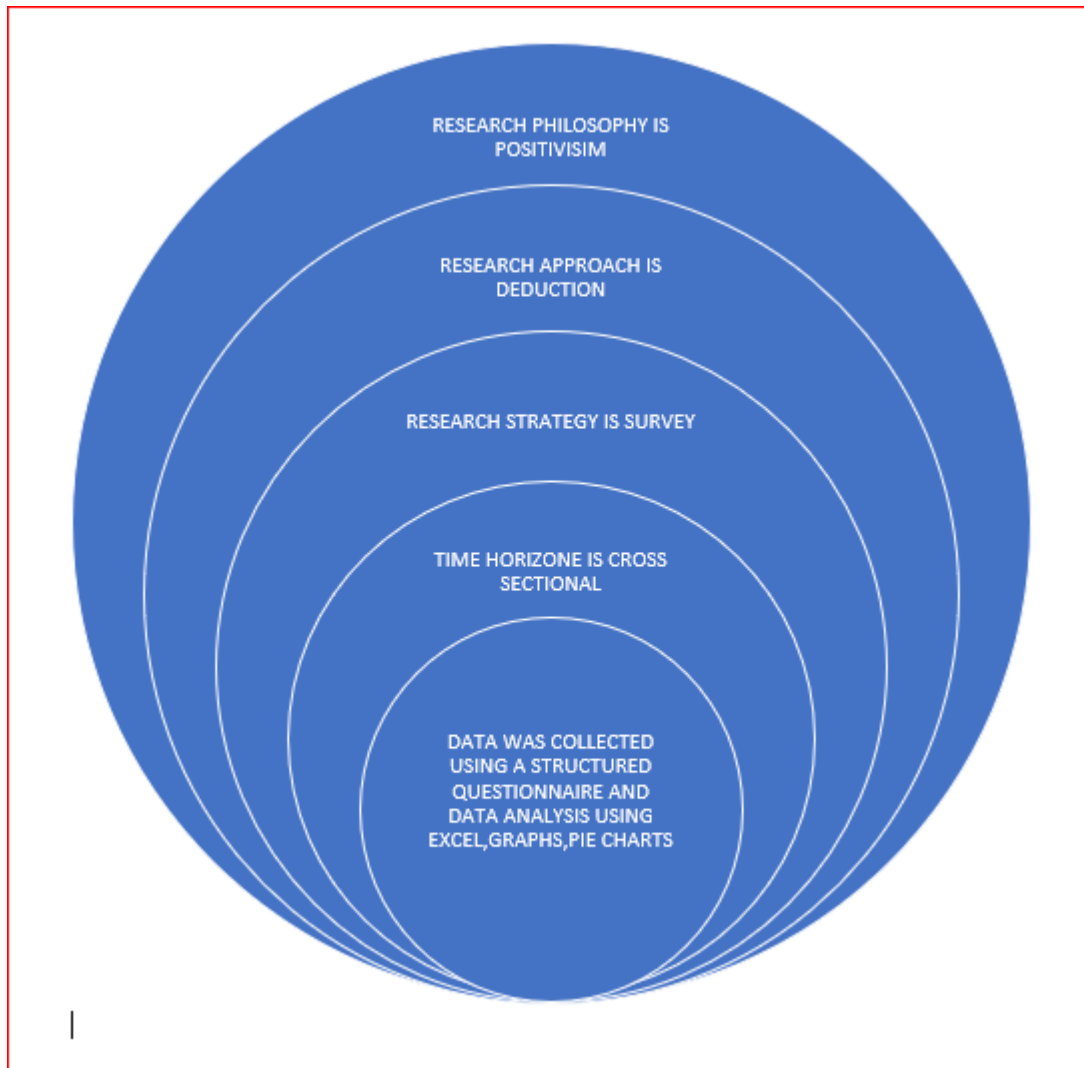 RESEARCH PHILOSOPHY IS
POSITIVISIM
RESEARCH APPROACH IS
DEDUCTION
RESEARCH STRATEGY IS SURVEY
TIME HORIZONE IS CROSS
SECTIONAL
DATA WAS COLLECTED
USING A STRUCTURED
QUESTIONNAIRE AND
DATA ANALYSIS USING
EXCEL,GRAPHS,PIE CHARTS